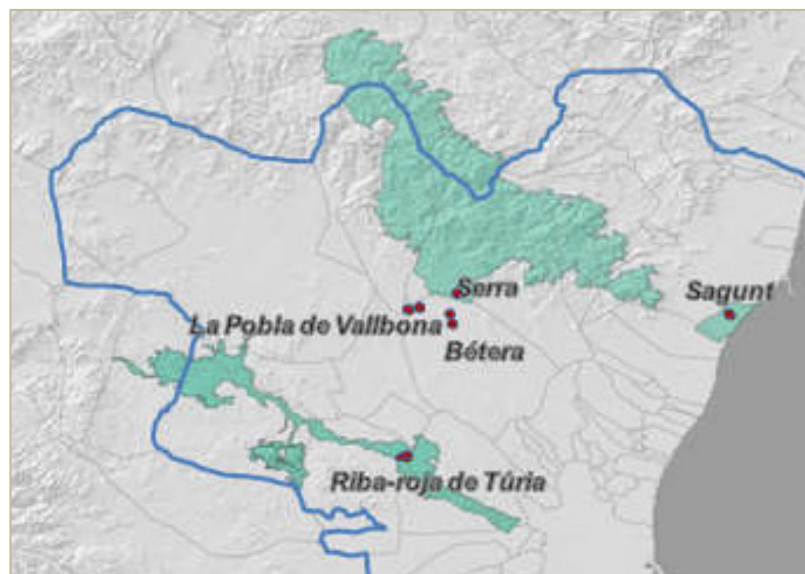 Serra
Sagunt
La Pobla de Vallbona
Bétera
Riba-roja de Túria